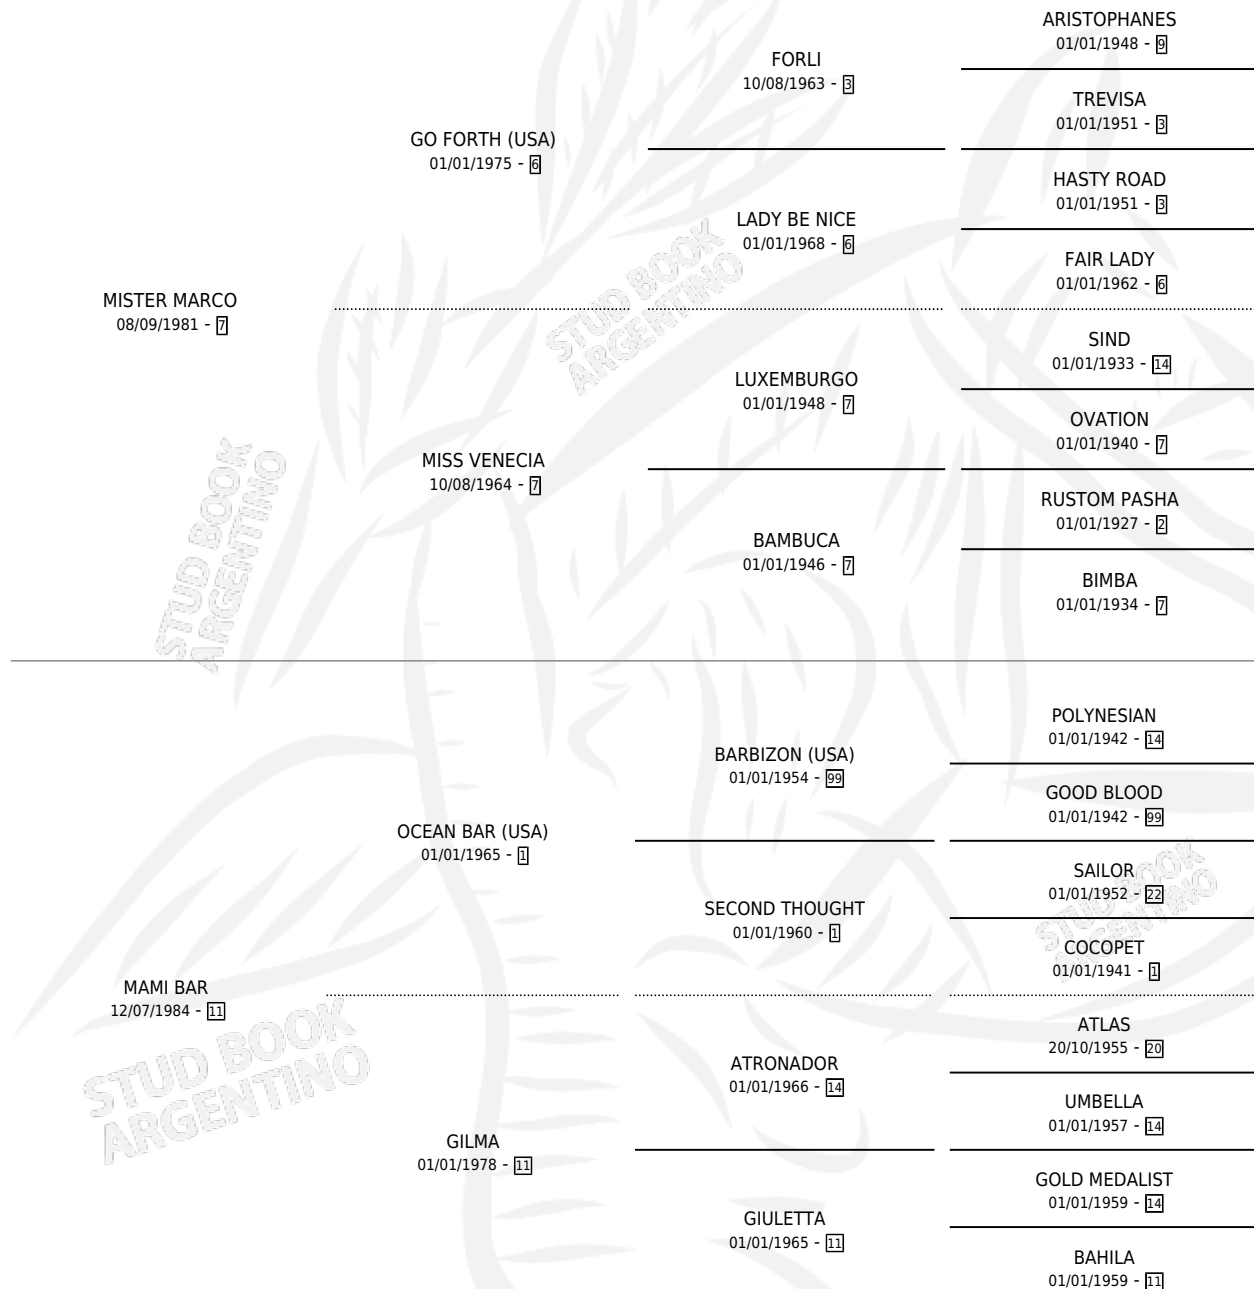 ARISTOPHANES
01/01/1948 - 9
FORLI
10/08/1963 - 3
TREVISA
01/01/1951 - 3
GO FORTH (USA)
01/01/1975 - 6
HASTY ROAD
01/01/1951 - 3
LADY BE NICE
01/01/1968 - 6
FAIR LADY
01/01/1962 - 6
MISTER MARCO
08/09/1981 - 7
SIND
01/01/1933 - 14
LUXEMBURGO
01/01/1948 - 7
OVATION
01/01/1940 - 7
MISS VENECIA
10/08/1964 - 7
RUSTOM PASHA
01/01/1927 - 2
BAMBUCA
01/01/1946 - 7
BIMBA
01/01/1934 - 7
STUD BOOK
ARGENTINO
STUD BOOK
ARGENTINO
POLYNESIAN
01/01/1942 - 14
BARBIZON (USA)
01/01/1954 - 99
GOOD BLOOD
01/01/1942 - 99
OCEAN BAR (USA)
01/01/1965 - 1
SAILOR
01/01/1952 - 22
SECOND THOUGHT
01/01/1960 - 1
COCOPET
01/01/1941 - 1
MAMI BAR
12/07/1984 - 11
ATLAS
20/10/1955 - 20
ATRONADOR
01/01/1966 - 14
UMBELLA
01/01/1957 - 14
GILMA
01/01/1978 - 11
GOLD MEDALIST
01/01/1959 - 14
GIULETTA
01/01/1965 - 11
BAHILA
01/01/1959 - 11
STUD BOOK
ARGENTINO
STUD BOOK
ARGENTINO